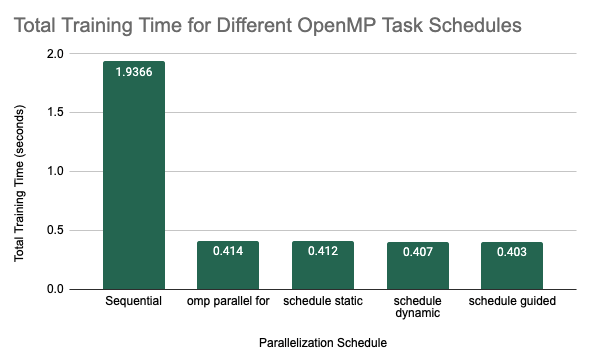 Total Training Time for Different OpenMP Task Schedules
Total Training Time (seconds)
2.0
1.5
1.0
0.5
0.0
1.9366
0.414
0.412
0.407
0.403
Sequential
omp parallel for
schedule static
schedule
dynamic
schedule guided
Parallelization Schedule